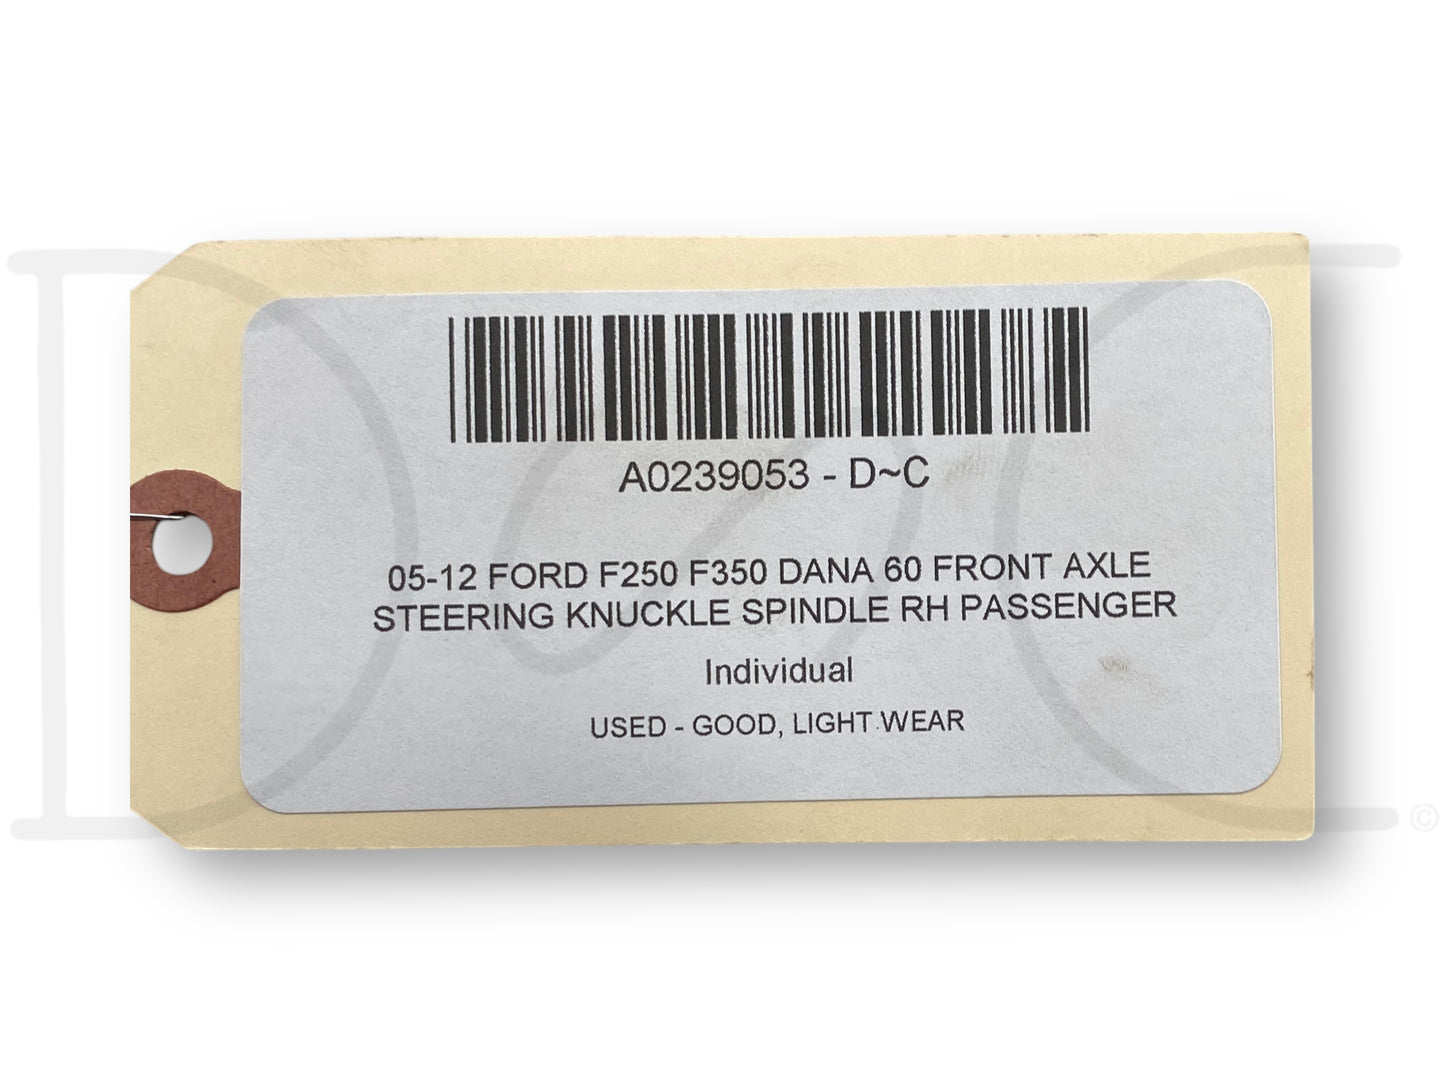 A0239053 - D~C
05-12 FORD F250 F350 DANA 60 FRONT AXLE
STEERING KNUCKLE SPINDLE RH PASSENGER
Individual
USED - GOOD, LIGHT WEAR
©